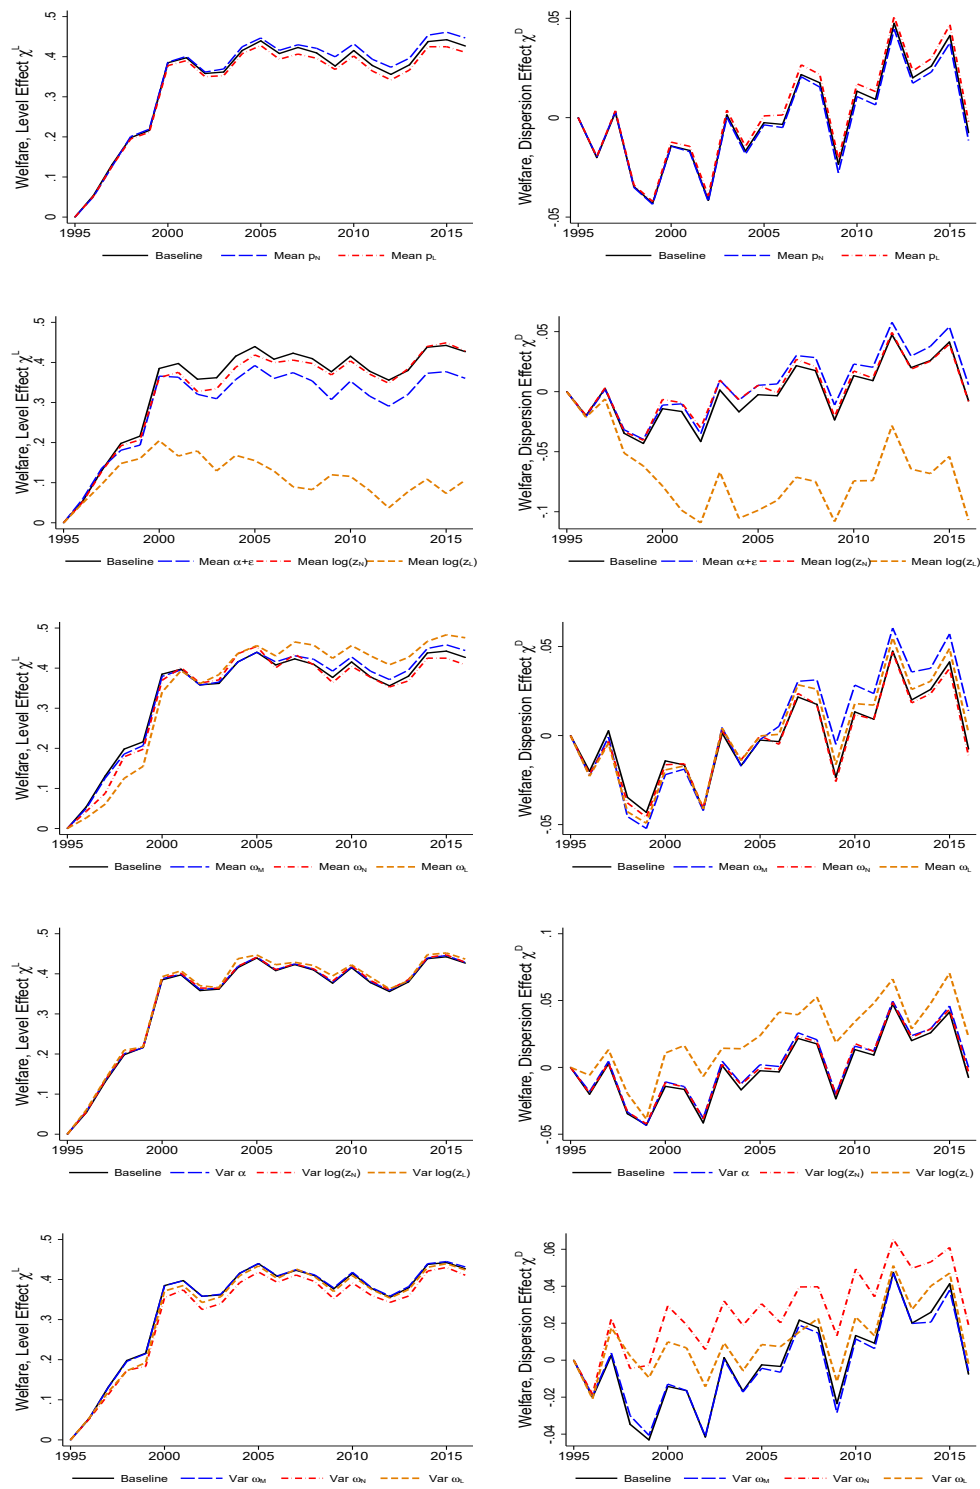 Welfare, Level Effect χᴸ
.5
.4
.3
.2
.1
0
1995 2000 2005 2010 2015
Baseline Mean p_N Mean p_L
Welfare, Dispersion Effect χᴰ
.05
0
-.05
1995 2000 2005 2010 2015
Baseline Mean p_N Mean p_L
Welfare, Level Effect χᴸ
.5
.4
.3
.2
.1
0
1995 2000 2005 2010 2015
Baseline Mean α+ε Mean log(z_N) Mean log(z_L)
Welfare, Dispersion Effect χᴰ
.05
0
-.05
-.1
1995 2000 2005 2010 2015
Baseline Mean α+ε Mean log(z_N) Mean log(z_L)
Welfare, Level Effect χᴸ
.5
.4
.3
.2
.1
0
1995 2000 2005 2010 2015
Baseline Mean ω_M Mean ω_N Mean ω_L
Welfare, Dispersion Effect χᴰ
.05
0
-.05
1995 2000 2005 2010 2015
Baseline Mean ω_M Mean ω_N Mean ω_L
Welfare, Level Effect χᴸ
.5
.4
.3
.2
.1
0
1995 2000 2005 2010 2015
Baseline Var α Var log(z_N) Var log(z_L)
Welfare, Dispersion Effect χᴰ
.1
.05
0
-.05
1995 2000 2005 2010 2015
Baseline Var α Var log(z_N) Var log(z_L)
Welfare, Level Effect χᴸ
.5
.4
.3
.2
.1
0
1995 2000 2005 2010 2015
Baseline Var ω_M Var ω_N Var ω_L
Welfare, Dispersion Effect χᴰ
.06
.04
.02
0
-.02
-.04
1995 2000 2005 2010 2015
Baseline Var ω_M Var ω_N Var ω_L